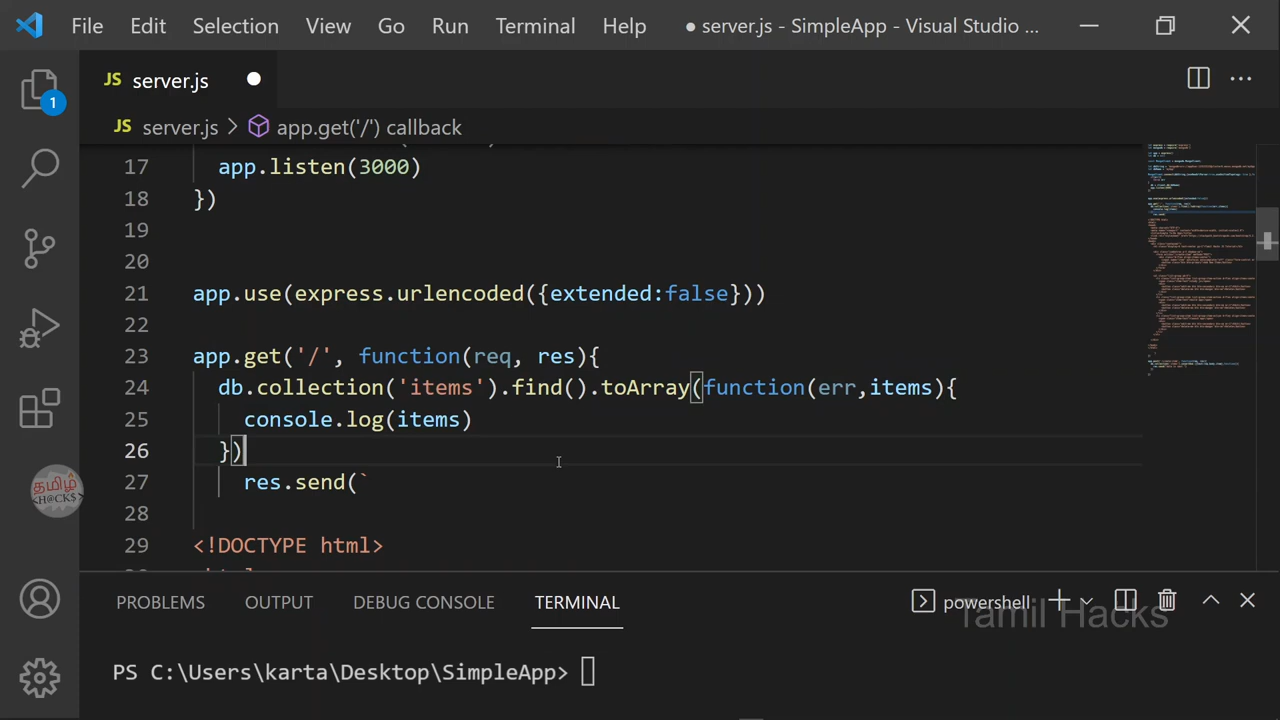 File Edit Selection View Go Run Terminal Help ● server.js - SimpleApp - Visual Studio ...
JS server.js
JS server.js > app.get('/') callback
17 app.listen(3000)
18 })
19
20
21 app.use(express.urlencoded({extended:false}))
22
23 app.get('/', function(req, res){
24 db.collection('items').find().toArray(function(err,items){
25 console.log(items)
26 })
27 res.send(`
28
29 <!DOCTYPE html>
1
தமிழ்
<H@CK$>
PROBLEMS OUTPUT DEBUG CONSOLE TERMINAL powershell
Tamil Hacks
PS C:\Users\karta\Desktop\SimpleApp>